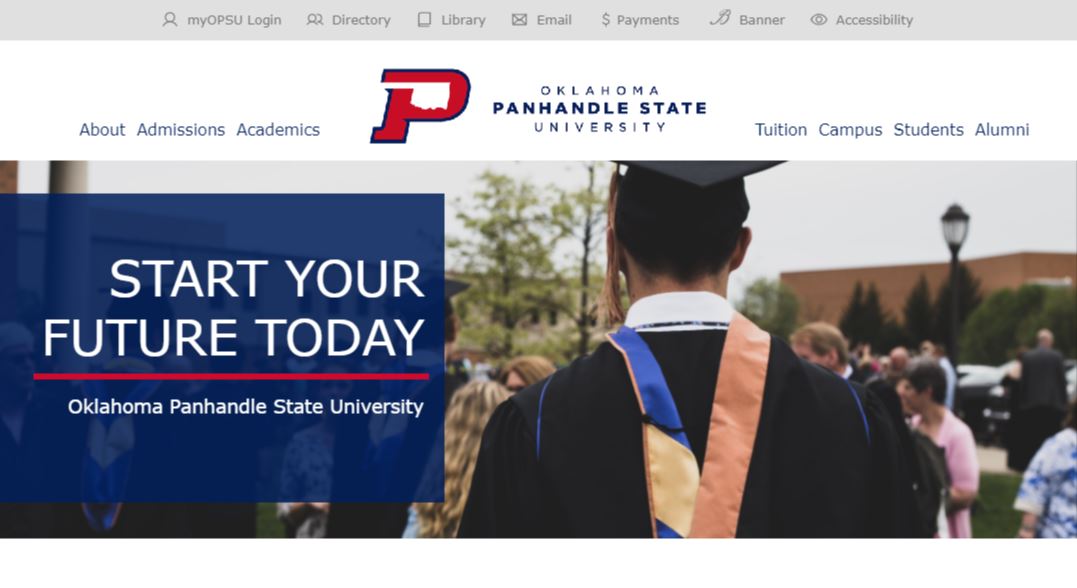 myOPSU Login Directory Library Email $ Payments Banner Accessibility
About Admissions Academics
OKLAHOMA
PANHANDLE STATE
UNIVERSITY
Tuition Campus Students Alumni
START YOUR
FUTURE TODAY
Oklahoma Panhandle State University